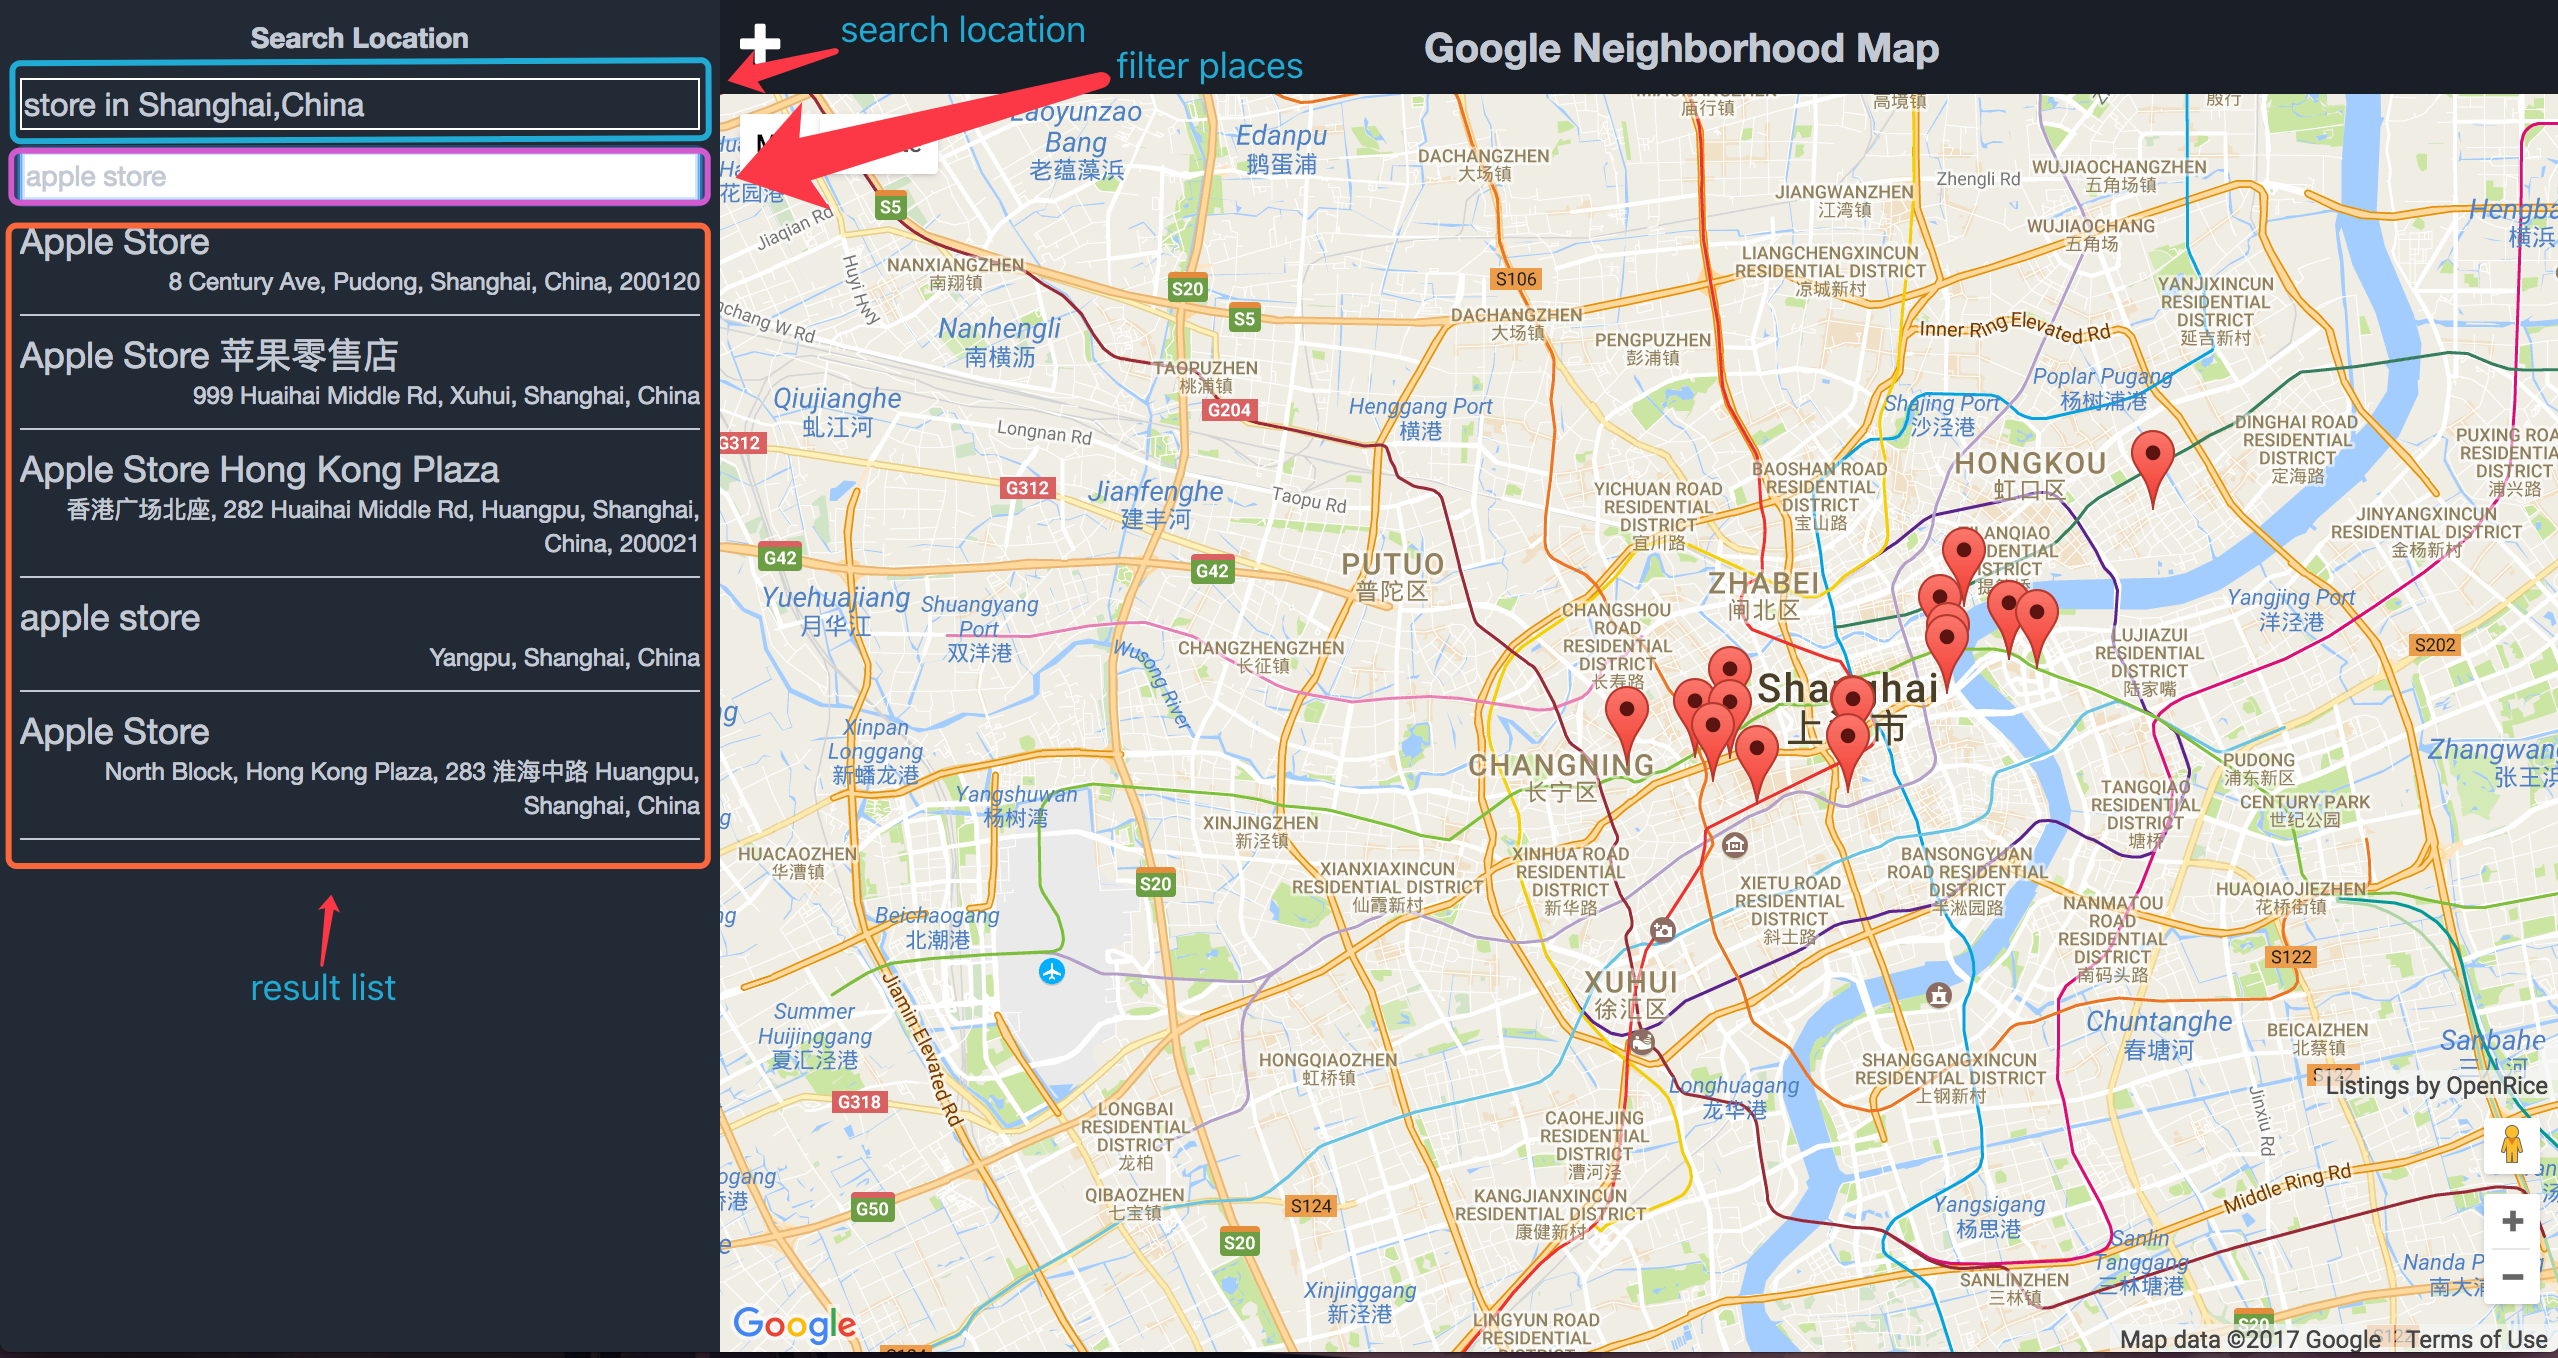 Search Location
store in Shanghai,China
apple store
Apple Store
8 Century Ave, Pudong, Shanghai, China, 200120
Apple Store 苹果零售店
999 Huaihai Middle Rd, Xuhui, Shanghai, China
Apple Store Hong Kong Plaza
香港广场北座, 282 Huaihai Middle Rd, Huangpu, Shanghai,
China, 200021
apple store
Yangpu, Shanghai, China
Apple Store
North Block, Hong Kong Plaza, 283 淮海中路 Huangpu,
Shanghai, China
result list
search location
filter places
Google Neighborhood Map
Laoyunzao
Bang
老蕴藻浜
Edanpu
鹅蛋浦
DACHANGZHEN
大场镇
庙行镇
高境镇
殷行
Zhengli Rd
WUJIAOCHANGZHEN
五角场镇
JIANGWANZHEN
江湾镇
WUJIAOCHANG
五角场
花园港
S5
Jiaqian Rd
Huyi Hwy
NANXIANGZHEN
南翔镇
S20
S5
S106
LIANGCHENGXINCUN
RESIDENTIAL DISTRICT
凉城新村
YANJIXINCUN
RESIDENTIAL
DISTRICT
延吉新村
横浜
chang W Rd
Nanhengli
南横沥
DACHANGZHEN
大场镇
PENGPUZHEN
彭浦镇
Inner Ring Elevated Rd
TAORUZHEN
桃浦镇
G204
Qiujianghe
虬江河
Longnan Rd
Henggang Port
横港
Poplar Pugang
杨树浦港
Shajing Port
沙泾港
DINGHAI ROAD
RESIDENTIAL
DISTRICT
定海路
PUXING ROA
RESIDENTIA
DISTRICT
浦兴路
G312
G312
Jianfenghe
建丰河
Taopu Rd
YICHUAN ROAD
RESIDENTIAL
DISTRICT
宜川路
BAOSHAN ROAD
RESIDENTIAL
DISTRICT
宝山路
HONGKOU
虹口区
JINYANGXINCUN
RESIDENTIAL DISTRICT
金杨新村
G42
G42
PUTUO
普陀区
ZHABEI
闸北区
Yuehuajiang
月华江
Shuangyang
Port
双洋港
Wusong River
CHANGZHENGZHEN
长征镇
CHANGSHOU
ROAD
RESIDENTIAL
DISTRICT
长寿路
Yangjing Port
洋泾港
LUJIAZUI
RESIDENTIAL
DISTRICT
陆家嘴
S202
Xinpan
Longgang
新蟠龙港
CHANGNING
长宁区
PUDONG
浦东新区
张王浜
Yangshuwan
杨树湾
XINJINGZHEN
新泾镇
TANGQIAO
RESIDENTIAL
DISTRICT
塘桥
CENTURY PARK
世纪公园
HUACAOZHEN
华漕镇
S20
XIANXIAXINCUN
RESIDENTIAL DISTRICT
仙霞新村
XINHUA ROAD
RESIDENTIAL
DISTRICT
新华路
XIETU ROAD
RESIDENTIAL
DISTRICT
斜土路
BANSONGYUAN
ROAD RESIDENTIAL
DISTRICT
半淞园路
HUAQIAOJIEZHEN
花桥街镇
NANMATOU
ROAD
RESIDENTIAL
DISTRICT
南码头路
S122
Beichaogang
北潮港
Jiamin Elevated Rd
XUHUI
徐汇区
Summer
Huijinggang
夏汇泾港
HONGQIAOZHEN
虹桥镇
Chuntanghe
春塘河
BEICAIZHEN
北蔡镇
Sanbahe
SHANGGANGXINCUN
RESIDENTIAL DISTRICT
上钢新村
Longhuagang
龙华港
Listings by OpenRice
G318
LONGBAI
RESIDENTIAL
DISTRICT
龙柏
CAOHEJING
RESIDENTIAL
DISTRICT
漕河泾
Jinxiu Rd
Middle Ring Rd
G50
QIBAOZHEN
七宝镇
S124
KANGJIANXINCUN
RESIDENTIAL DISTRICT
康健新村
Yangsigang
杨思港
S20
Sanlin
Tanggang
三林塘港
SANLINZHEN
三林镇
Nanda P
Xinjinggang
新泾港
LINGYUN ROAD
RESIDENTIAL
Google
Map data ©2017 Google
Terms of Use